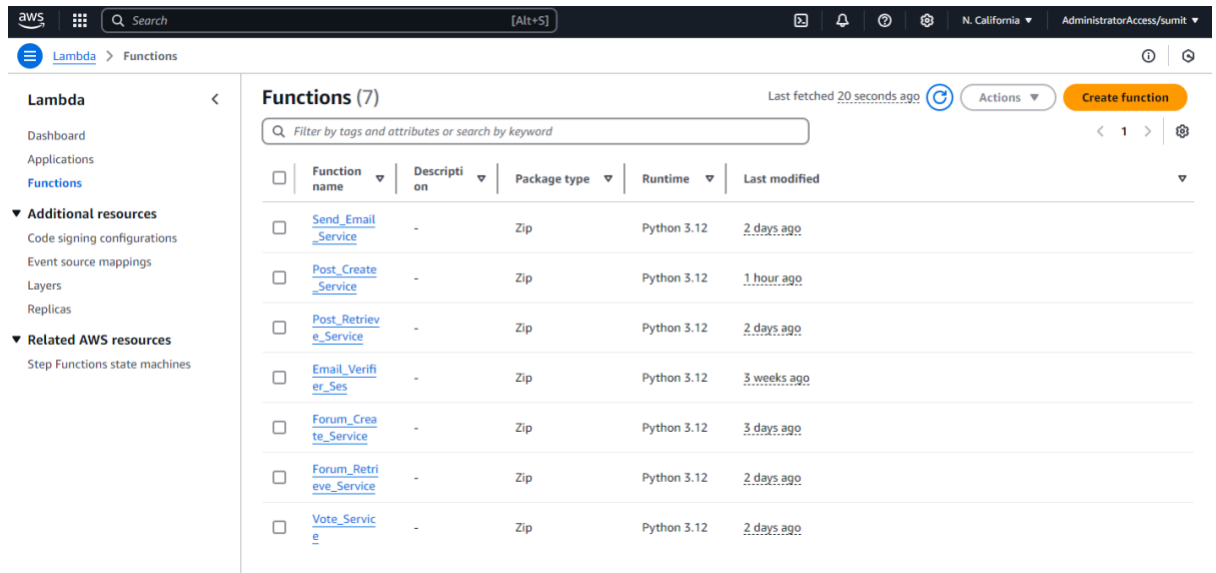 aws
Search [Alt+S] N. California AdministratorAccess/sumit
Lambda > Functions
Lambda
Dashboard
Applications
Functions
Additional resources
Code signing configurations
Event source mappings
Layers
Replicas
Related AWS resources
Step Functions state machines
Functions (7)
Last fetched 20 seconds ago Actions Create function
Filter by tags and attributes or search by keyword
1
Function name Description Package type Runtime Last modified
Send_Email
_Service - Zip Python 3.12 2 days ago
Post_Create
_Service - Zip Python 3.12 1 hour ago
Post_Retriev
e_Service - Zip Python 3.12 2 days ago
Email_Verifi
er_Ses - Zip Python 3.12 3 weeks ago
Forum_Crea
te_Service - Zip Python 3.12 3 days ago
Forum_Retri
eve_Service - Zip Python 3.12 2 days ago
Vote_Servic
e - Zip Python 3.12 2 days ago